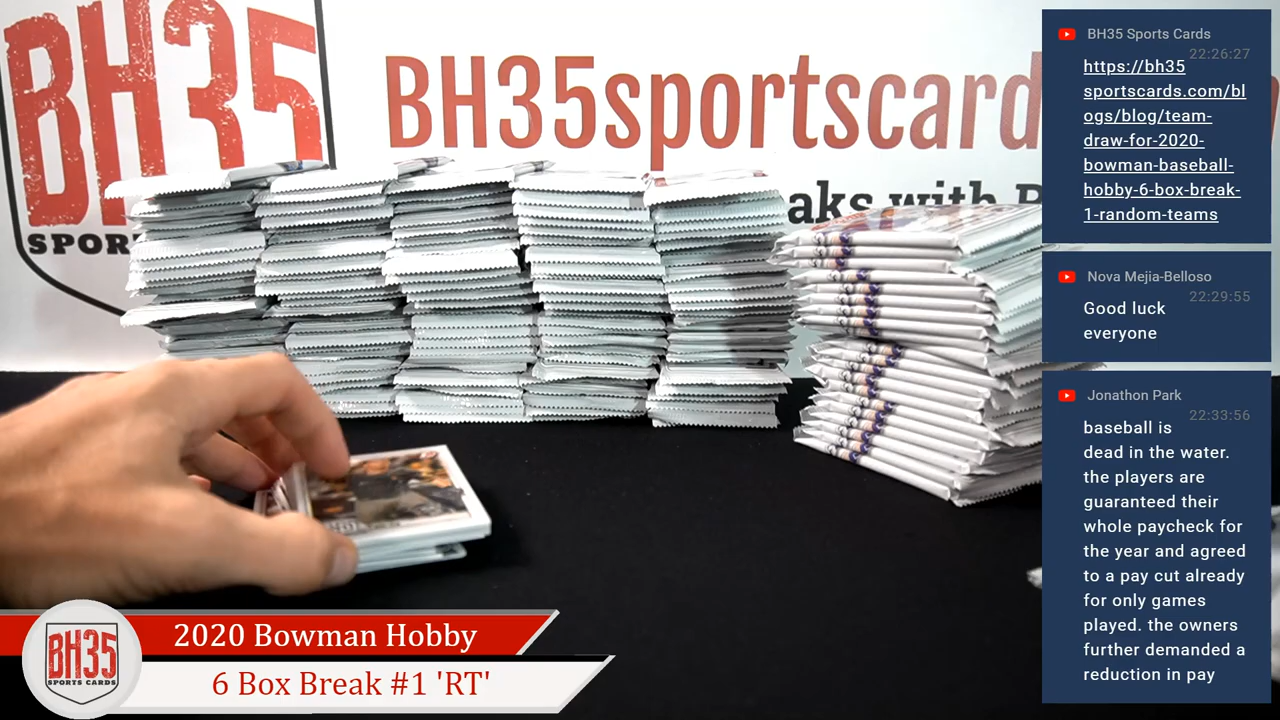 BH35
SPOR
BH35sportscard
aks with
BH35 Sports Cards
22:26:27
https://bh35
sportscards.com/bl
ogs/blog/team-
draw-for-2020-
bowman-baseball-
hobby-6-box-break-
1-random-teams
Nova Mejia-Belloso
22:29:55
Good luck
everyone
Jonathon Park
22:33:56
baseball is
dead in the water.
the players are
guaranteed their
whole paycheck for
the year and agreed
to a pay cut already
for only games
played. the owners
further demanded a
reduction in pay
2020 Bowman Hobby
6 Box Break #1 'RT'
BH35
SPORTS CARDS